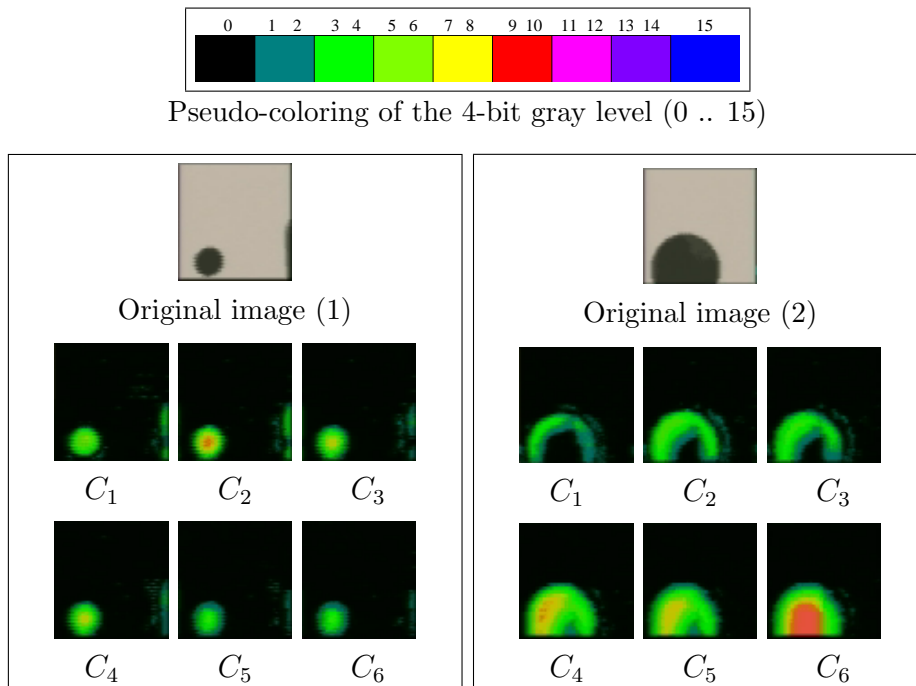 0 1 2 3 4 5 6 7 8 9 10 11 12 13 14 15
Pseudo-coloring of the 4-bit gray level (0 .. 15)
Original image (1)
C1 C2 C3
C4 C5 C6
Original image (2)
C1 C2 C3
C4 C5 C6